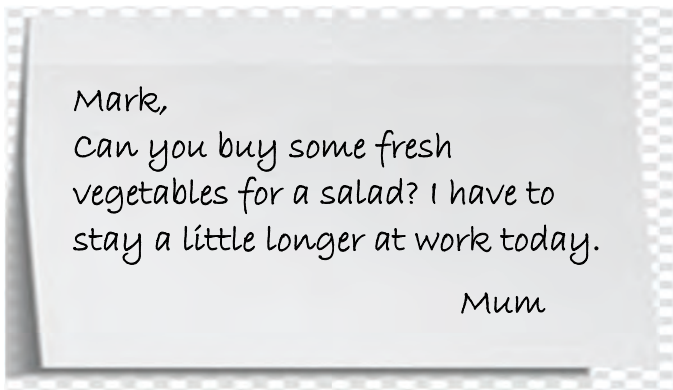 Mark,
Can you buy some fresh
vegetables for a salad? I have to
stay a little longer at work today.
Mum